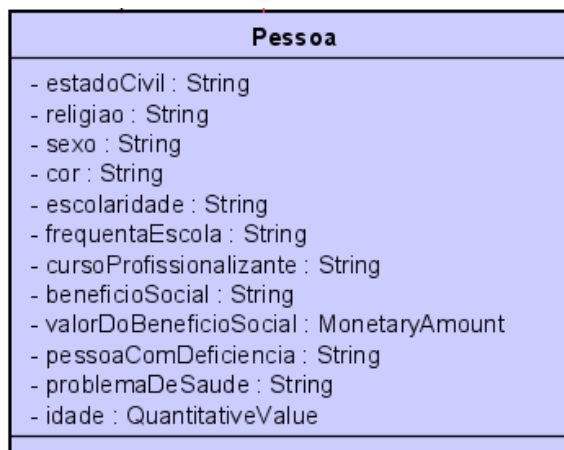 Pessoa
- estadoCivil : String
- religiao : String
- sexo : String
- cor : String
- escolaridade : String
- frequentaEscola : String
- cursoProfissionalizante : String
- beneficioSocial : String
- valorDoBeneficioSocial : MonetaryAmount
- pessoaComDeficiencia : String
- problemaDeSaude : String
- idade : QuantitativeValue